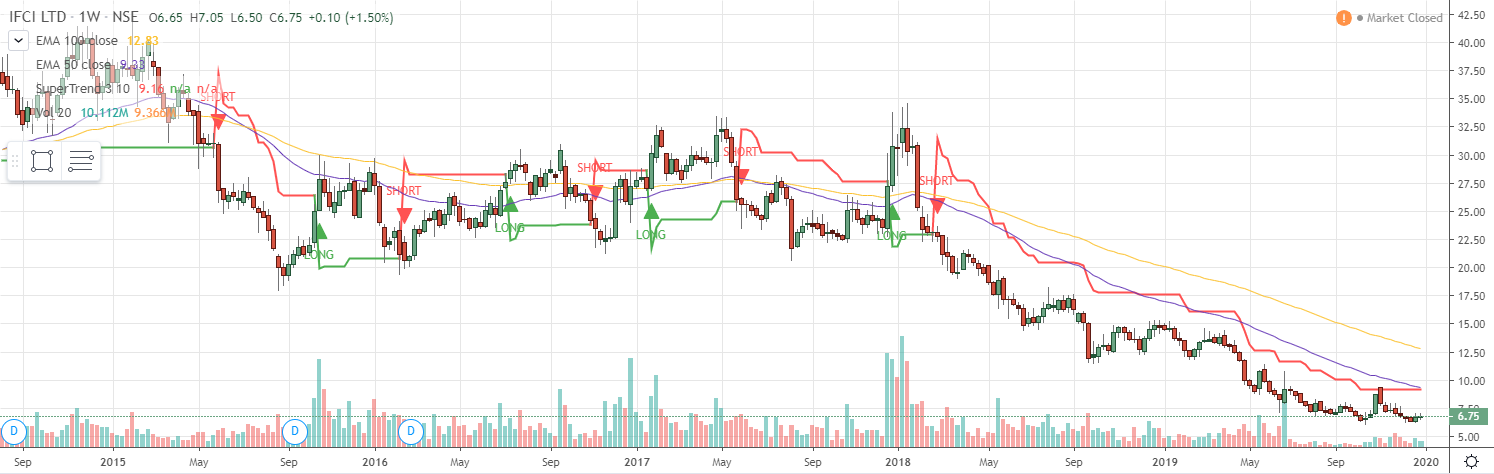 IFCI LTD · 1W · NSE O6.65 H7.05 L6.50 C6.75 +0.10 (+1.50%)
● Market Closed
EMA 100 close 12.83
EMA 50 close 9.33
SuperTrend 3 10 9.16 n/a n/a
Vol 20 10.112M 9.366M
SHORT
LONG
SHORT
LONG
SHORT
LONG
SHORT
LONG
SHORT
42.50
40.00
37.50
35.00
32.50
30.00
27.50
25.00
22.50
20.00
17.50
15.00
12.50
10.00
7.50
6.75
5.00
D D D
Sep 2015 May Sep 2016 May Sep 2017 May Sep 2018 May Sep 2019 May Sep 2020